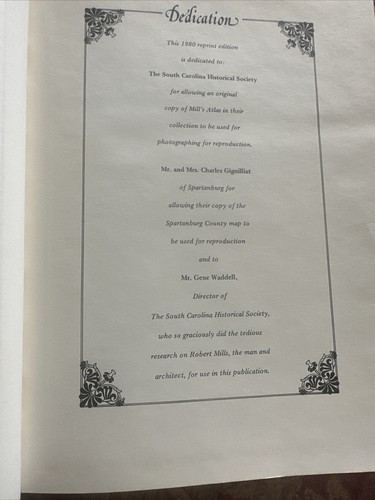 Dedication
This 1980 reprint edition
is dedicated to:
The South Carolina Historical Society
for allowing an original
copy of Mill's Atlas in their
collection to be used for
photographing for reproduction.
Mr. and Mrs. Charles Gignilliat
of Spartanburg for
allowing their copy of the
Spartanburg County map to
be used for reproduction
and to
Mr. Gene Waddell,
Director of
The South Carolina Historical Society,
who so graciously did the tedious
research on Robert Mills, the man and
architect, for use in this publication.